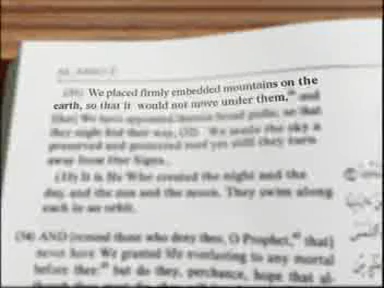 (31) We placed firmly embedded mountains on the
earth, so that it would not move under them, and
that] We have appointed therein broad paths, so that
they might find their way, (32) We made the sky a
preserved and protected roof yet still they turn
away from Our Signs.
(33) It is He Who created the night and the
day, and the sun and the moon. They swim along
each in an orbit.
(34) AND [remind those who deny thee, O Prophet, that]
never have We granted life everlasting to any mortal
before thee: but do they, perchance, hope that al-